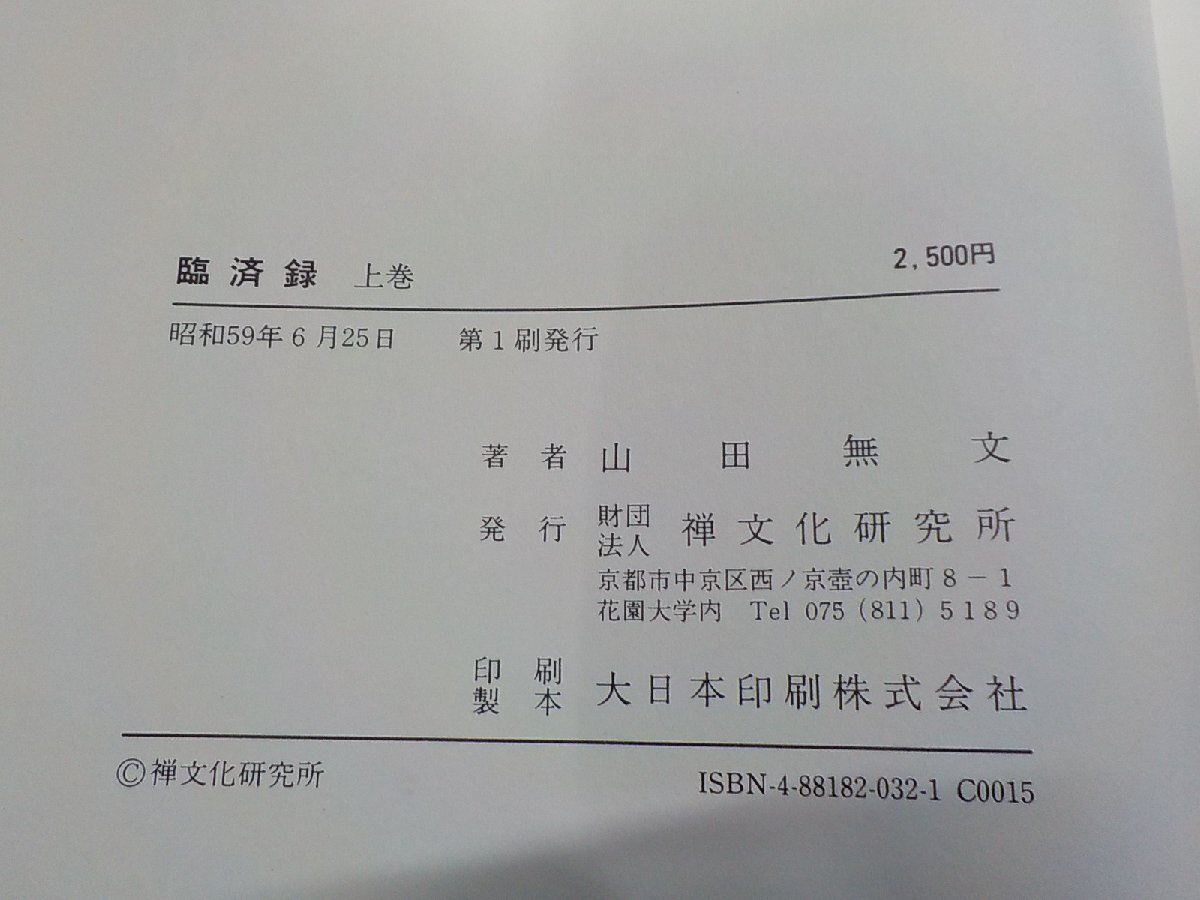 臨済録 上巻 2,500円
昭和59年6月25日 第1刷発行
著者 山田無文
発行 財団法人 禅文化研究所
京都市中京区西ノ京壺の内町8-1
花園大学内 Tel 075(811)5189
印刷製本 大日本印刷株式会社
©禅文化研究所 ISBN-4-88182-032-1 C0015